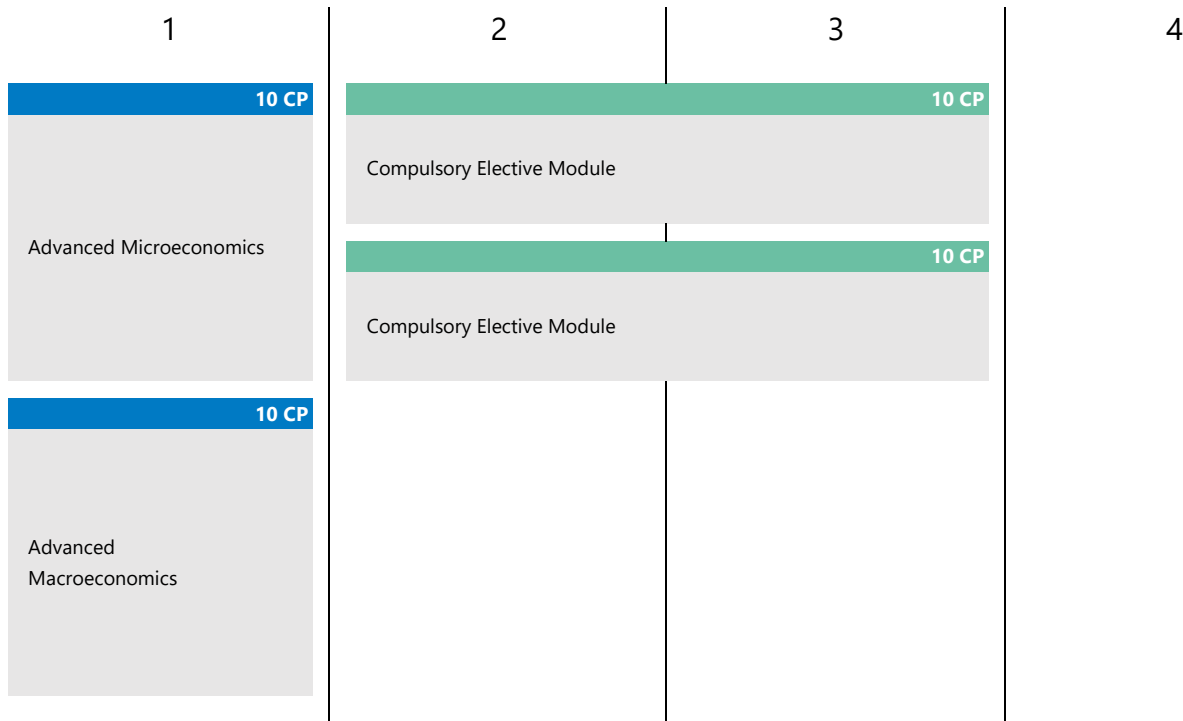 1
2
3
4
10 CP
Advanced Microeconomics
10 CP
Advanced
Macroeconomics
10 CP
Compulsory Elective Module
10 CP
Compulsory Elective Module